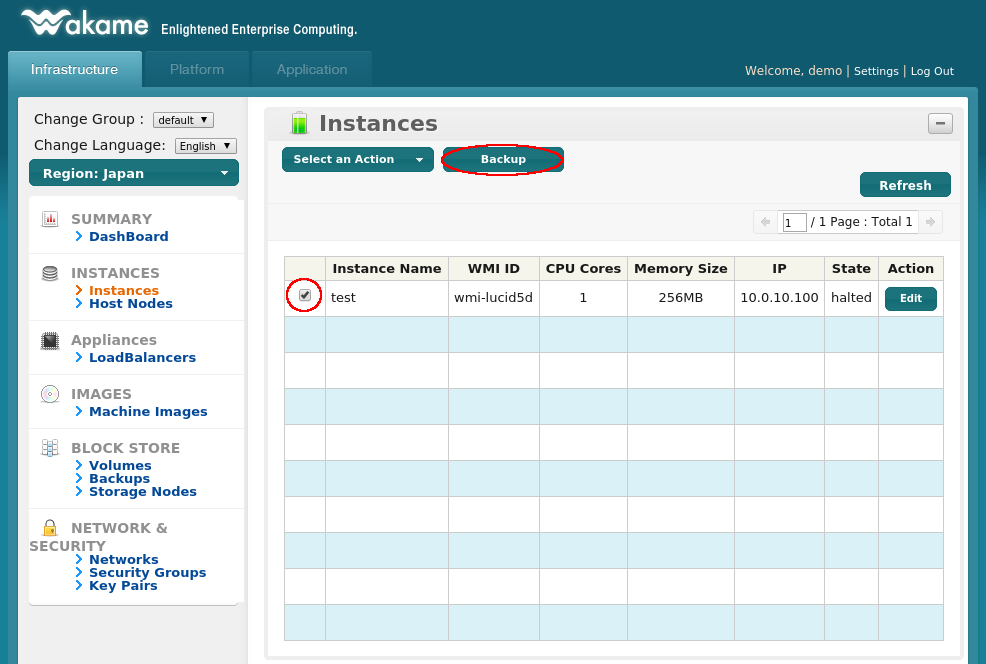 Wakame Enlightened Enterprise Computing.
Infrastructure Platform Application
Welcome, demo | Settings | Log Out
Change Group : default ▼
Change Language: English ▼
Region: Japan
SUMMARY
DashBoard
INSTANCES
Instances
Host Nodes
Appliances
LoadBalancers
IMAGES
Machine Images
BLOCK STORE
Volumes
Backups
Storage Nodes
NETWORK &
SECURITY
Networks
Security Groups
Key Pairs
Instances
Select an Action Backup
Refresh
1 / 1 Page : Total 1
Instance Name WMI ID CPU Cores Memory Size IP State Action
test wmi-lucid5d 1 256MB 10.0.10.100 halted Edit